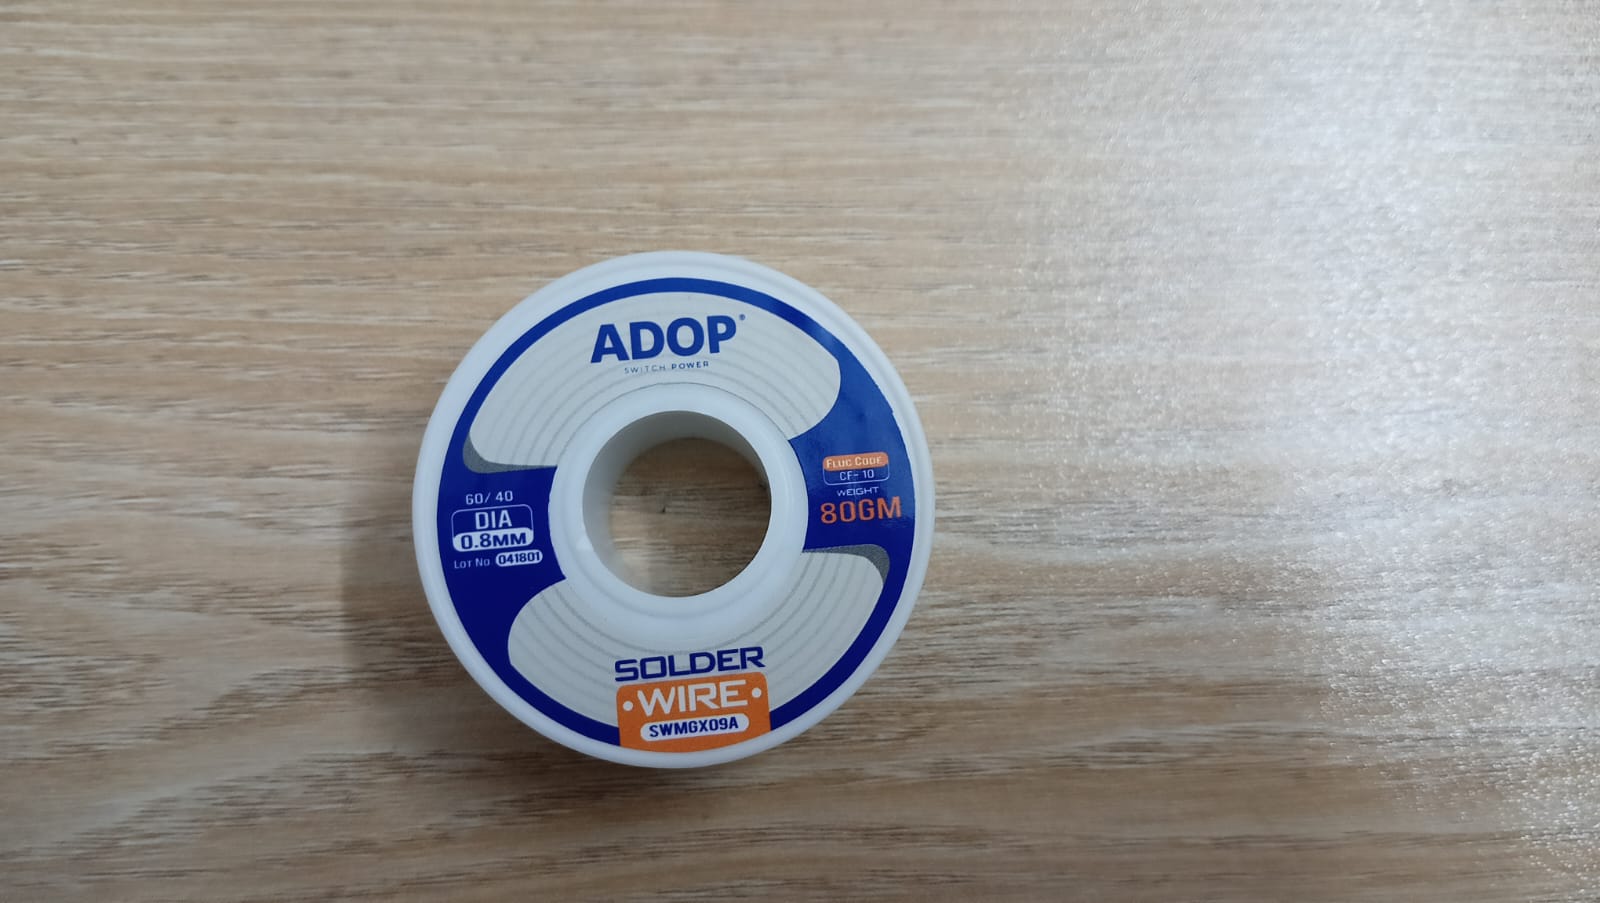 ADOP®
SWITCH POWER
60/ 40
DIA
0.8MM
LOT NO 041801
FLUC CODE
CF- 10
WEIGHT
80GM
SOLDER
•WIRE•
SWMGX09A